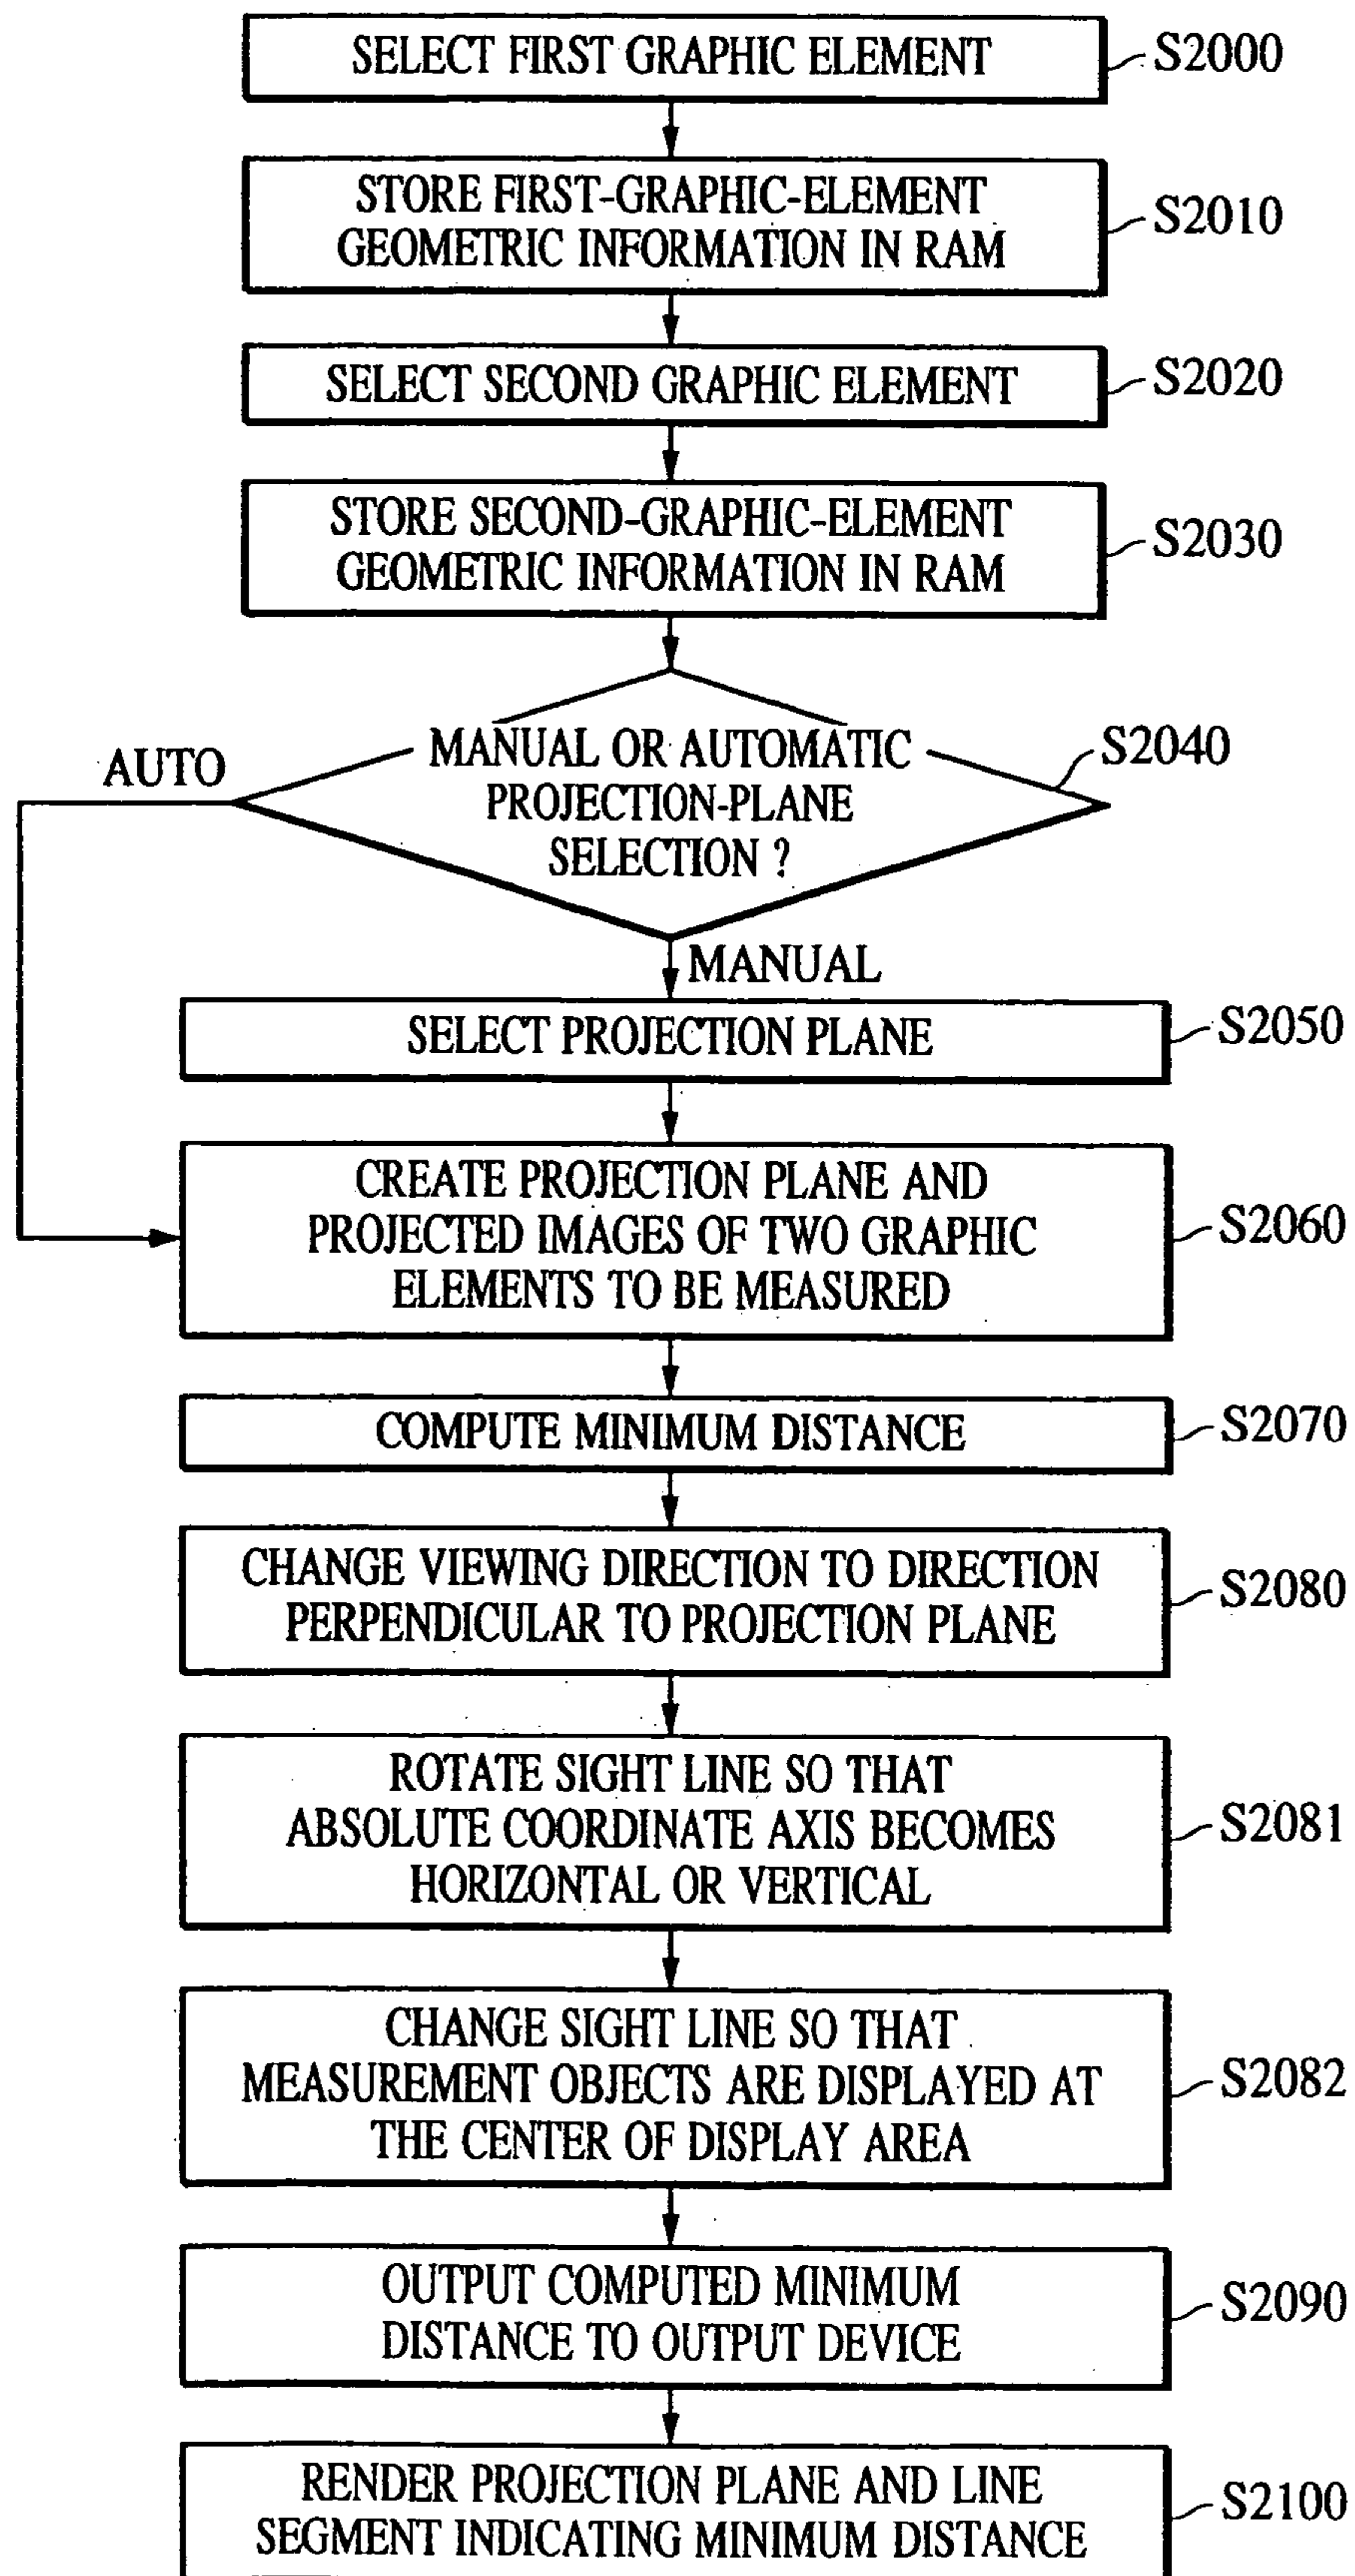 SELECT FIRST GRAPHIC ELEMENT
S2000
STORE FIRST-GRAPHIC-ELEMENT
GEOMETRIC INFORMATION IN RAM
S2010
SELECT SECOND GRAPHIC ELEMENT
S2020
STORE SECOND-GRAPHIC-ELEMENT
GEOMETRIC INFORMATION IN RAM
S2030
AUTO
MANUAL OR AUTOMATIC
PROJECTION-PLANE
SELECTION ?
S2040
MANUAL
SELECT PROJECTION PLANE
S2050
CREATE PROJECTION PLANE AND
PROJECTED IMAGES OF TWO GRAPHIC
ELEMENTS TO BE MEASURED
S2060
COMPUTE MINIMUM DISTANCE
S2070
CHANGE VIEWING DIRECTION TO DIRECTION
PERPENDICULAR TO PROJECTION PLANE
S2080
ROTATE SIGHT LINE SO THAT
ABSOLUTE COORDINATE AXIS BECOMES
HORIZONTAL OR VERTICAL
S2081
CHANGE SIGHT LINE SO THAT
MEASUREMENT OBJECTS ARE DISPLAYED AT
THE CENTER OF DISPLAY AREA
S2082
OUTPUT COMPUTED MINIMUM
DISTANCE TO OUTPUT DEVICE
S2090
RENDER PROJECTION PLANE AND LINE
SEGMENT INDICATING MINIMUM DISTANCE
S2100